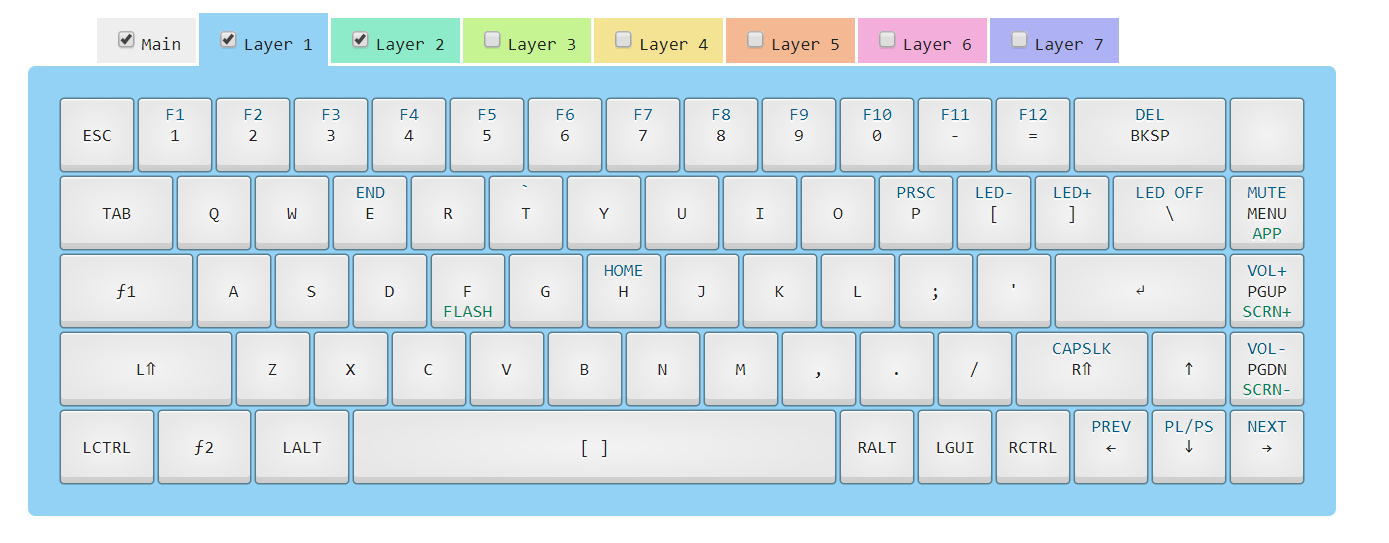 Main Layer 1 Layer 2 Layer 3 Layer 4 Layer 5 Layer 6 Layer 7
F1 F2 F3 F4 F5 F6 F7 F8 F9 F10 F11 F12 DEL
ESC 1 2 3 4 5 6 7 8 9 0 - = BKSP
END ` PRSC LED- LED+ LED OFF MUTE
TAB Q W E R T Y U I O P [ ] \ MENU
APP
HOME VOL+
ƒ1 A S D F G H J K L ; ' ↲ PGUP
FLASH SCRN+
CAPSLK VOL-
L⇑ Z X C V B N M , . / R⇑ ↑ PGDN
SCRN-
PREV PL/PS NEXT
LCTRL ƒ2 LALT [ ] RALT LGUI RCTRL ← ↓ →